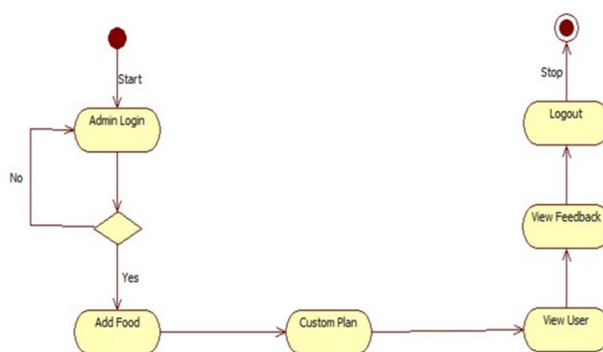 Start
Admin Login
No
Yes
Add Food
Custom Plan
View User
View Feedback
Logout
Stop